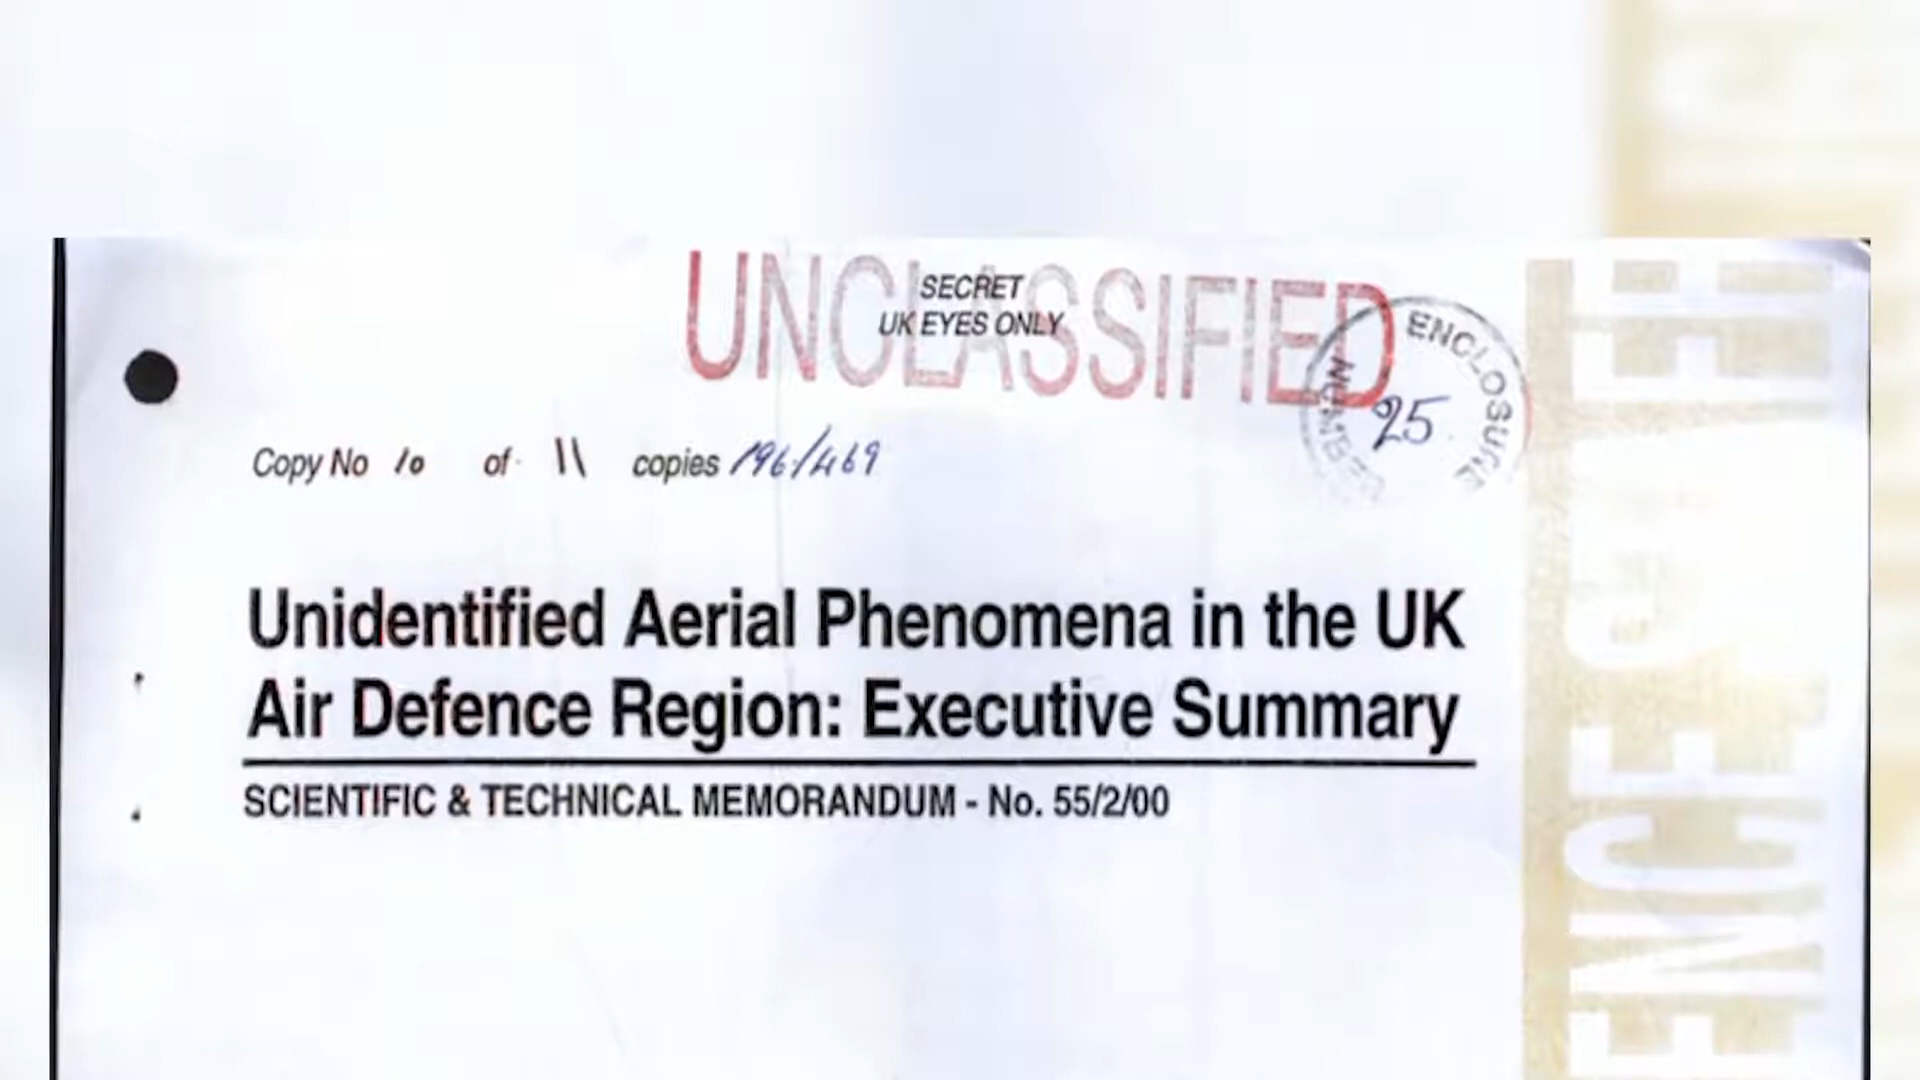 UNCLASSIFIED
SECRET
UK EYES ONLY
ENCLOSURE
NUMBER
25
Copy No 10 of 11 copies 196/469
Unidentified Aerial Phenomena in the UK
Air Defence Region: Executive Summary
SCIENTIFIC & TECHNICAL MEMORANDUM - No. 55/2/00